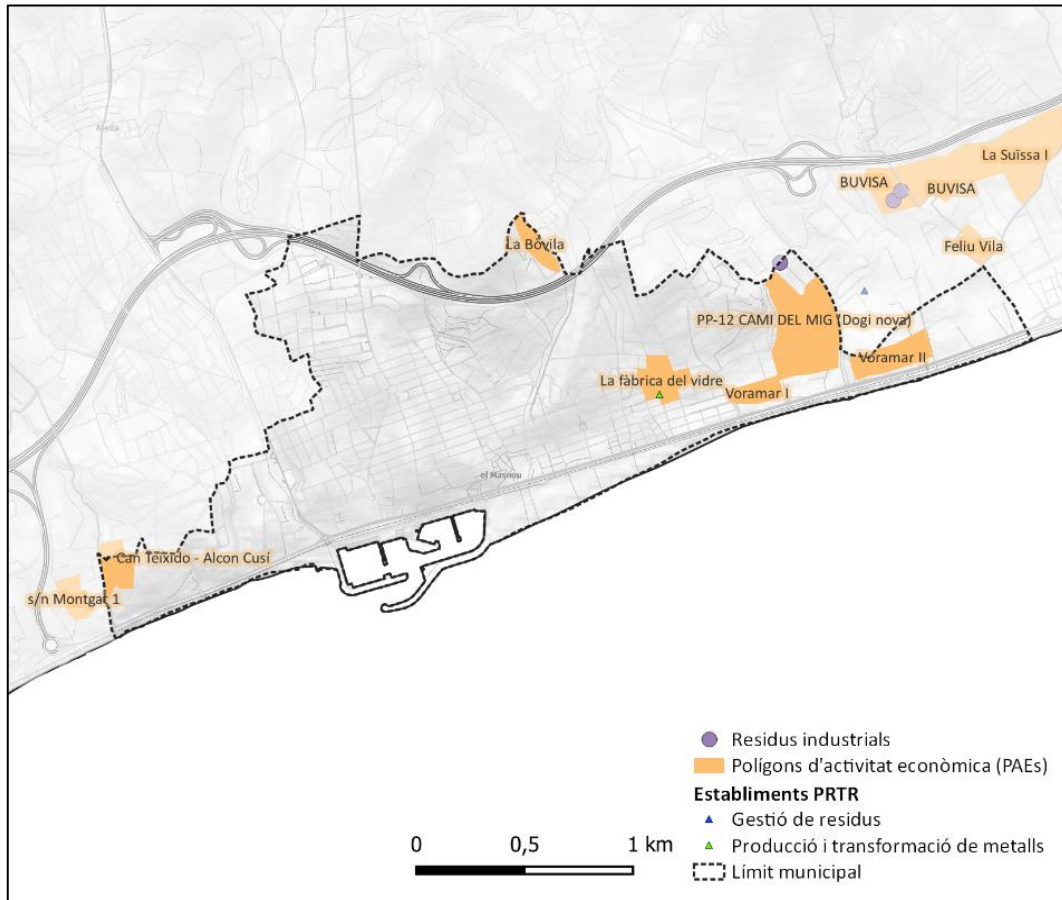 Alella
La Suïssa I
BUVISA
BUVISA
La Bòvila
Feliu Vila
PP-12 CAMI DEL MIG (Dogi nova)
Voramar II
La fàbrica del vidre
Voramar I
el Masnou
Can Teixido - Alcon Cusí
s/n Montgat 1
Residus industrials
Polígons d'activitat econòmica (PAEs)
Establiments PRTR
Gestió de residus
Producció i transformació de metalls
Límit municipal
0 0,5 1 km